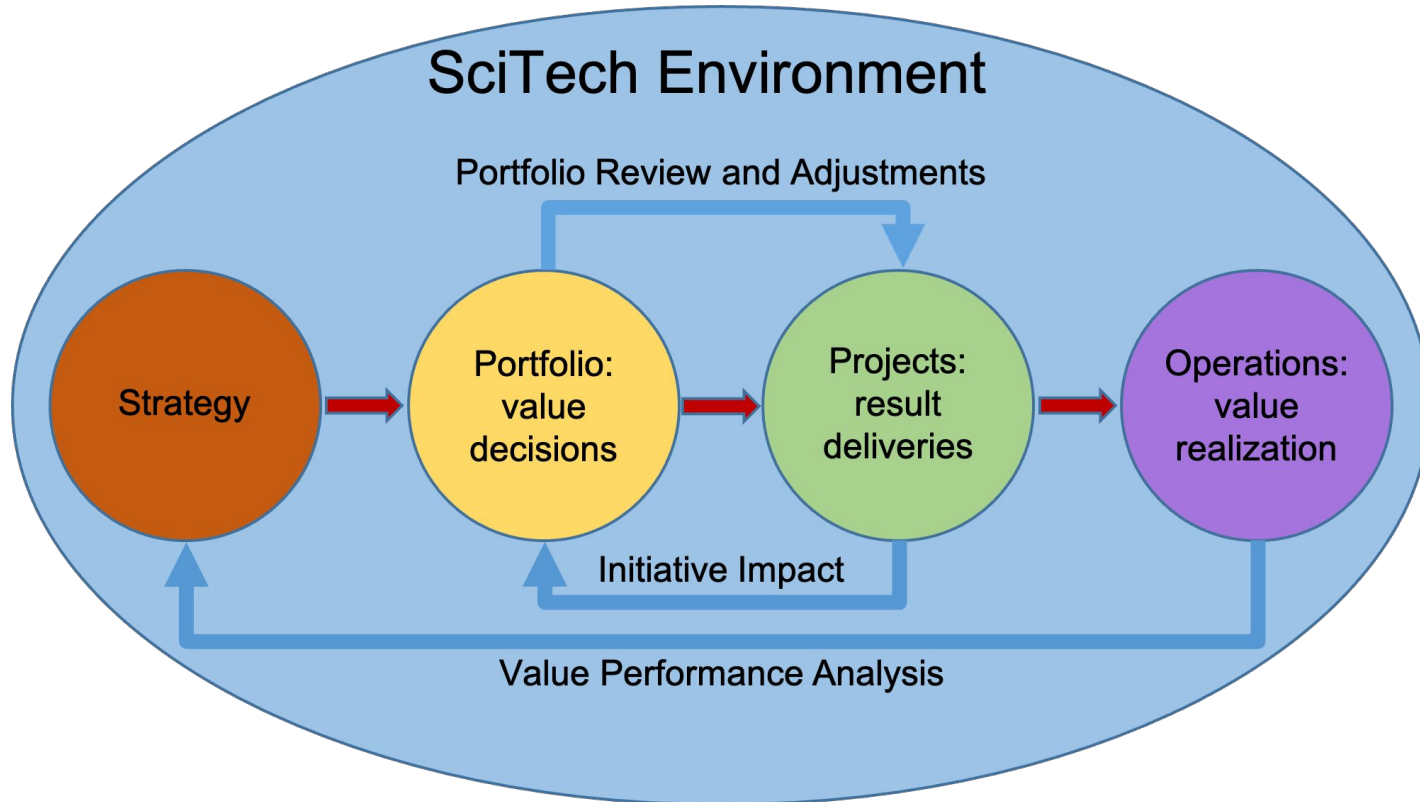 SciTech Environment
Portfolio Review and Adjustments
Strategy
Portfolio:
value
decisions
Projects:
result
deliveries
Operations:
value
realization
Initiative Impact
Value Performance Analysis